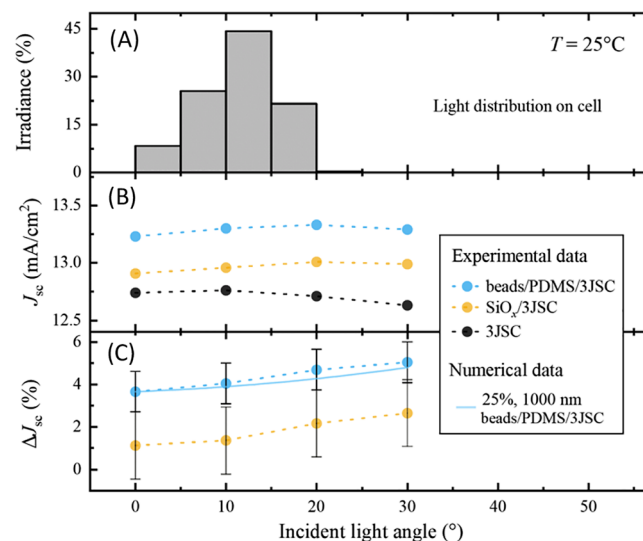 (A)
T = 25°C
Light distribution on cell
Irradiance (%)
45
30
15
0
(B)
Jsc (mA/cm²)
13.5
13.0
12.5
Experimental data
beads/PDMS/3JSC
SiOx/3JSC
3JSC
Numerical data
25%, 1000 nm
beads/PDMS/3JSC
(C)
ΔJsc (%)
6
4
2
0
0 10 20 30 40 50
Incident light angle (°)